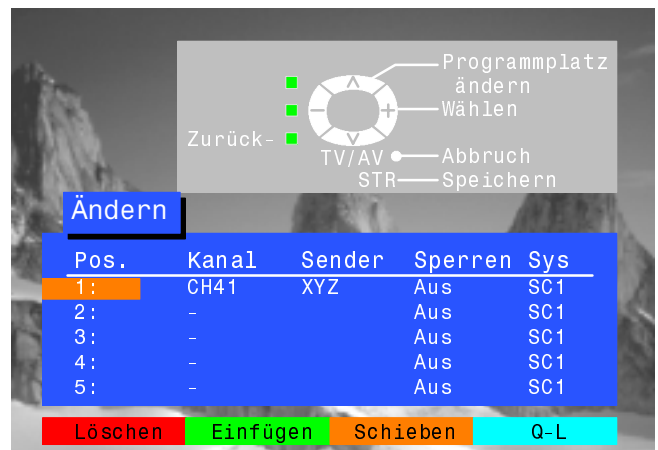 Programmplatz
ändern
Wählen
Zurück-
TV/AV Abbruch
STR Speichern
Ändern
Pos. Kanal Sender Sperren Sys
1: CH41 XYZ Aus SC1
2: - Aus SC1
3: - Aus SC1
4: - Aus SC1
5: - Aus SC1
Löschen Einfügen Schieben Q-L